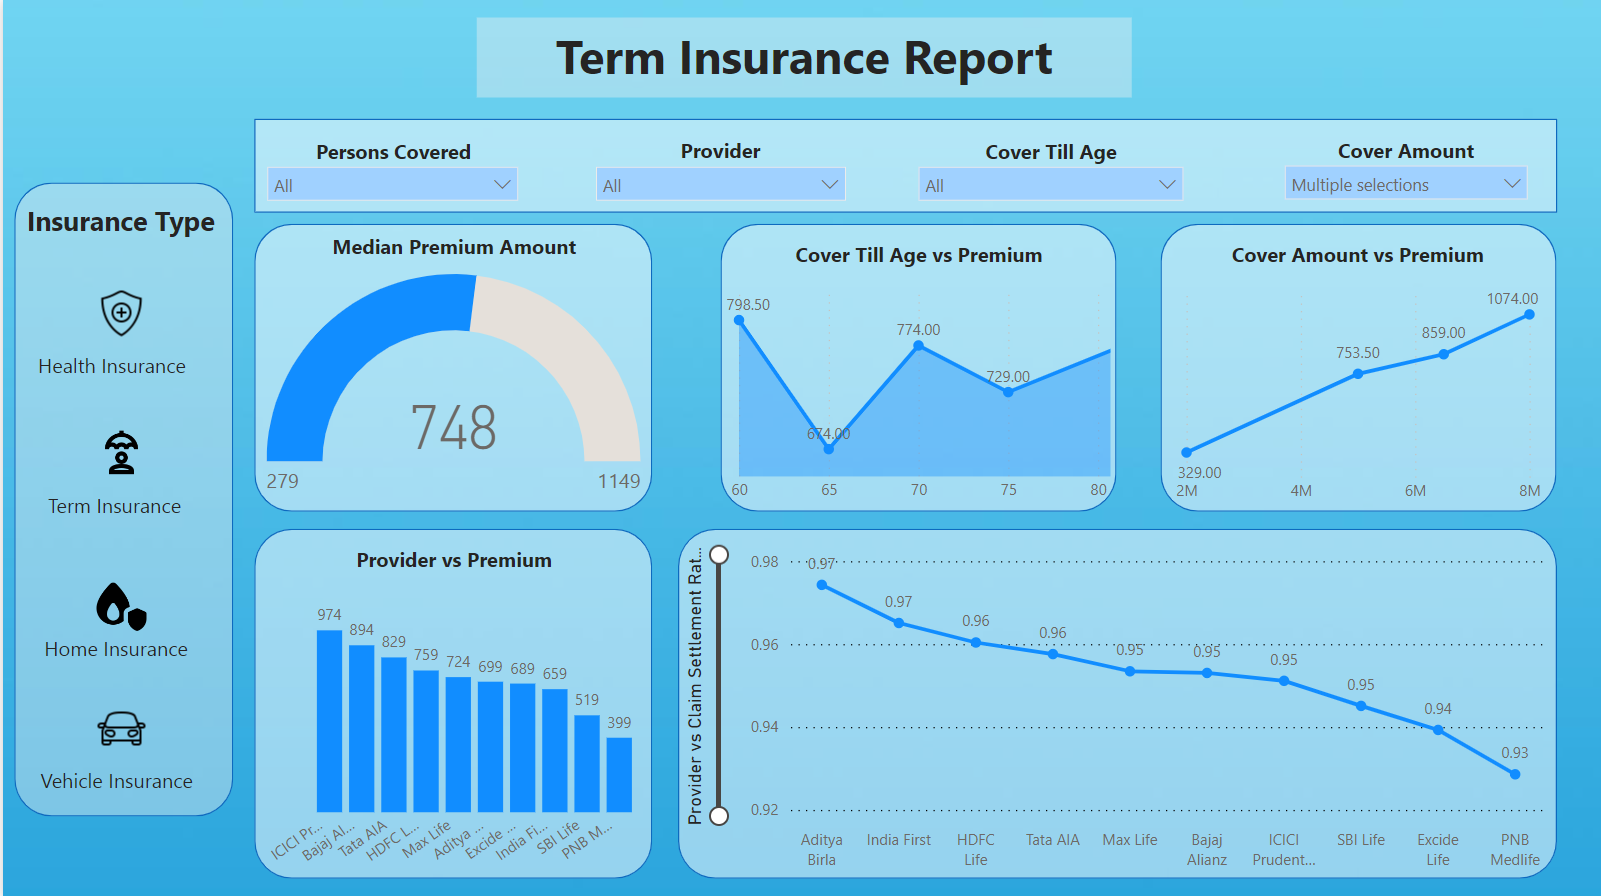 Term Insurance Report
Persons Covered
All
Provider
All
Cover Till Age
All
Cover Amount
Multiple selections
Insurance Type
Health Insurance
Term Insurance
Home Insurance
Vehicle Insurance
Median Premium Amount
748
279
1149
Cover Till Age vs Premium
798.50
674.00
774.00
729.00
60 65 70 75 80
Cover Amount vs Premium
329.00
753.50
859.00
1074.00
2M 4M 6M 8M
Provider vs Premium
974 894 829 759 724 699 689 659 519 399
ICICI Pr...
Bajaj Al...
Tata AIA
HDFC L...
Max Life
Aditya ...
Excide ...
India Fi...
SBI Life
PNB M...
Provider vs Claim Settlement Rat...
0.98
0.96
0.94
0.92
0.97 0.97 0.96 0.96 0.95 0.95 0.95 0.95 0.94 0.93
Aditya
Birla
India First
HDFC
Life
Tata AIA
Max Life
Bajaj
Alianz
ICICI
Prudent...
SBI Life
Excide
Life
PNB
Medlife